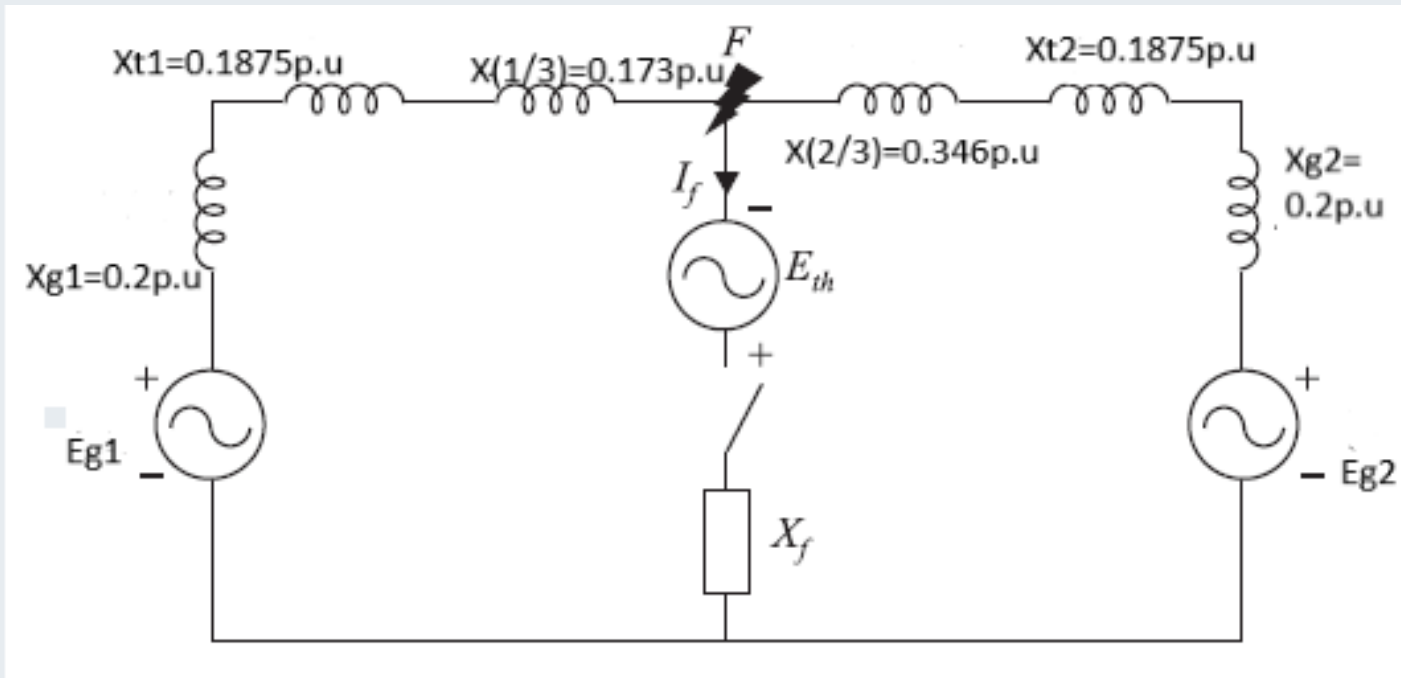 F
Xt1=0.1875p.u
X(1/3)=0.173p.u
Xt2=0.1875p.u
X(2/3)=0.346p.u
Xg2=
0.2p.u
I_f
−
E_th
Xg1=0.2p.u
+
+
+
Eg1
−
− Eg2
X_f